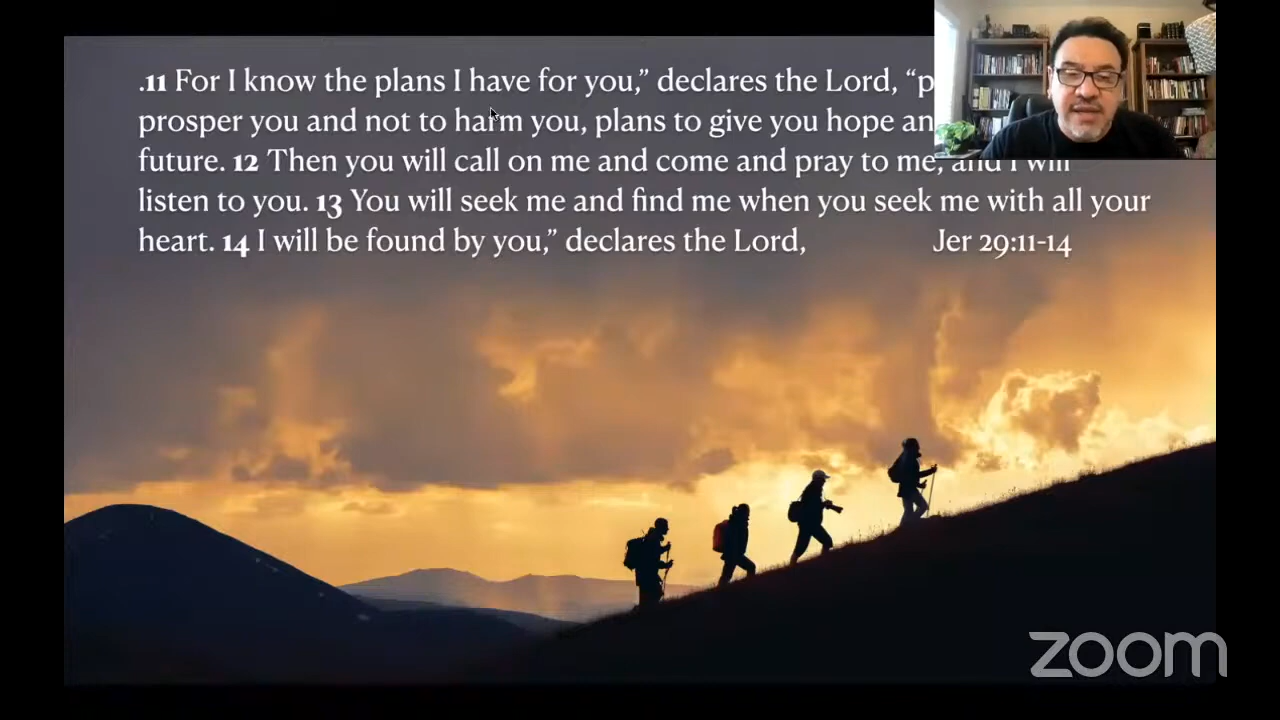 .11 For I know the plans I have for you,” declares the Lord, “p
prosper you and not to harm you, plans to give you hope an
future. 12 Then you will call on me and come and pray to me, and I will
listen to you. 13 You will seek me and find me when you seek me with all your
heart. 14 I will be found by you,” declares the Lord, Jer 29:11-14
zoom